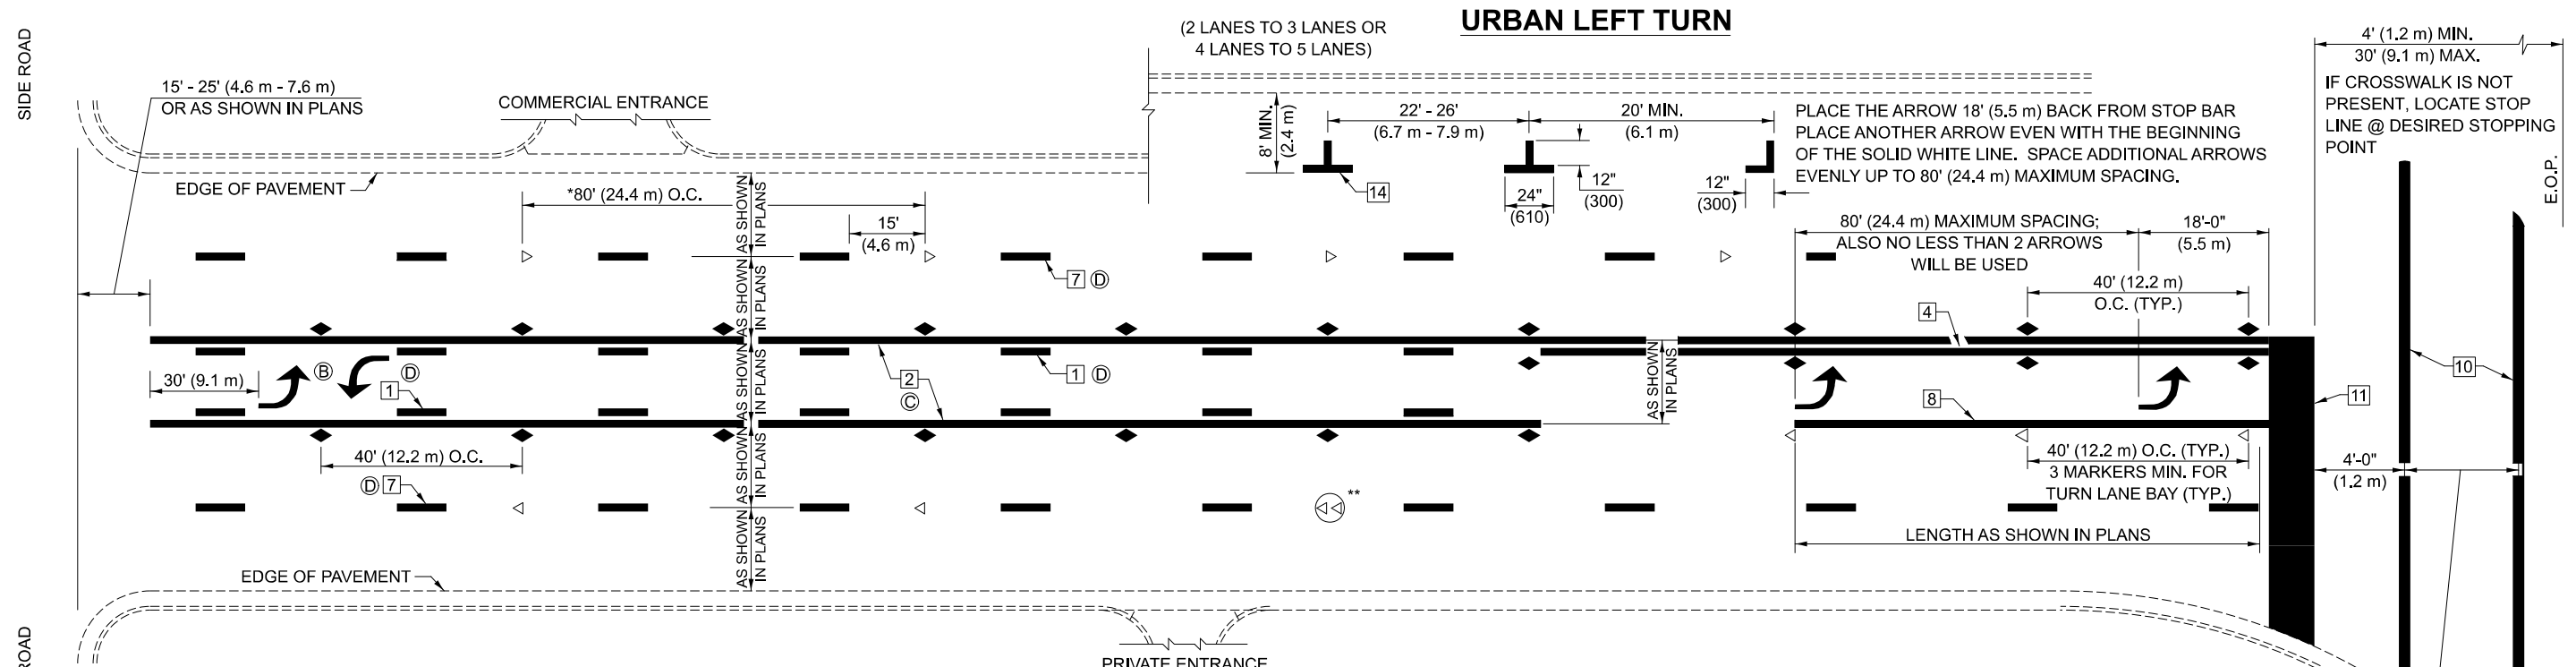 URBAN LEFT TURN
(2 LANES TO 3 LANES OR
4 LANES TO 5 LANES)
SIDE ROAD
15' - 25' (4.6 m - 7.6 m)
OR AS SHOWN IN PLANS
COMMERCIAL ENTRANCE
EDGE OF PAVEMENT
*80' (24.4 m) O.C.
15'
(4.6 m)
AS SHOWN
IN PLANS
AS SHOWN
IN PLANS
AS SHOWN
IN PLANS
AS SHOWN
IN PLANS
AS SHOWN
IN PLANS
8' MIN.
(2.4 m)
22' - 26'
(6.7 m - 7.9 m)
20' MIN.
(6.1 m)
14
24"
(610)
12"
(300)
12"
(300)
PLACE THE ARROW 18' (5.5 m) BACK FROM STOP BAR
PLACE ANOTHER ARROW EVEN WITH THE BEGINNING
OF THE SOLID WHITE LINE. SPACE ADDITIONAL ARROWS
EVENLY UP TO 80' (24.4 m) MAXIMUM SPACING.
4' (1.2 m) MIN.
30' (9.1 m) MAX.
IF CROSSWALK IS NOT
PRESENT, LOCATE STOP
LINE @ DESIRED STOPPING
POINT
E.O.P.
80' (24.4 m) MAXIMUM SPACING;
ALSO NO LESS THAN 2 ARROWS
WILL BE USED
18'-0"
(5.5 m)
40' (12.2 m)
O.C. (TYP.)
7 D
4
30' (9.1 m)
B
D
1
1 D
2
C
AS SHOWN
IN PLANS
8
10
11
40' (12.2 m) O.C.
D 7
**
40' (12.2 m) O.C. (TYP.)
3 MARKERS MIN. FOR
TURN LANE BAY (TYP.)
4'-0"
(1.2 m)
LENGTH AS SHOWN IN PLANS
EDGE OF PAVEMENT
ROAD
PRIVATE ENTRANCE